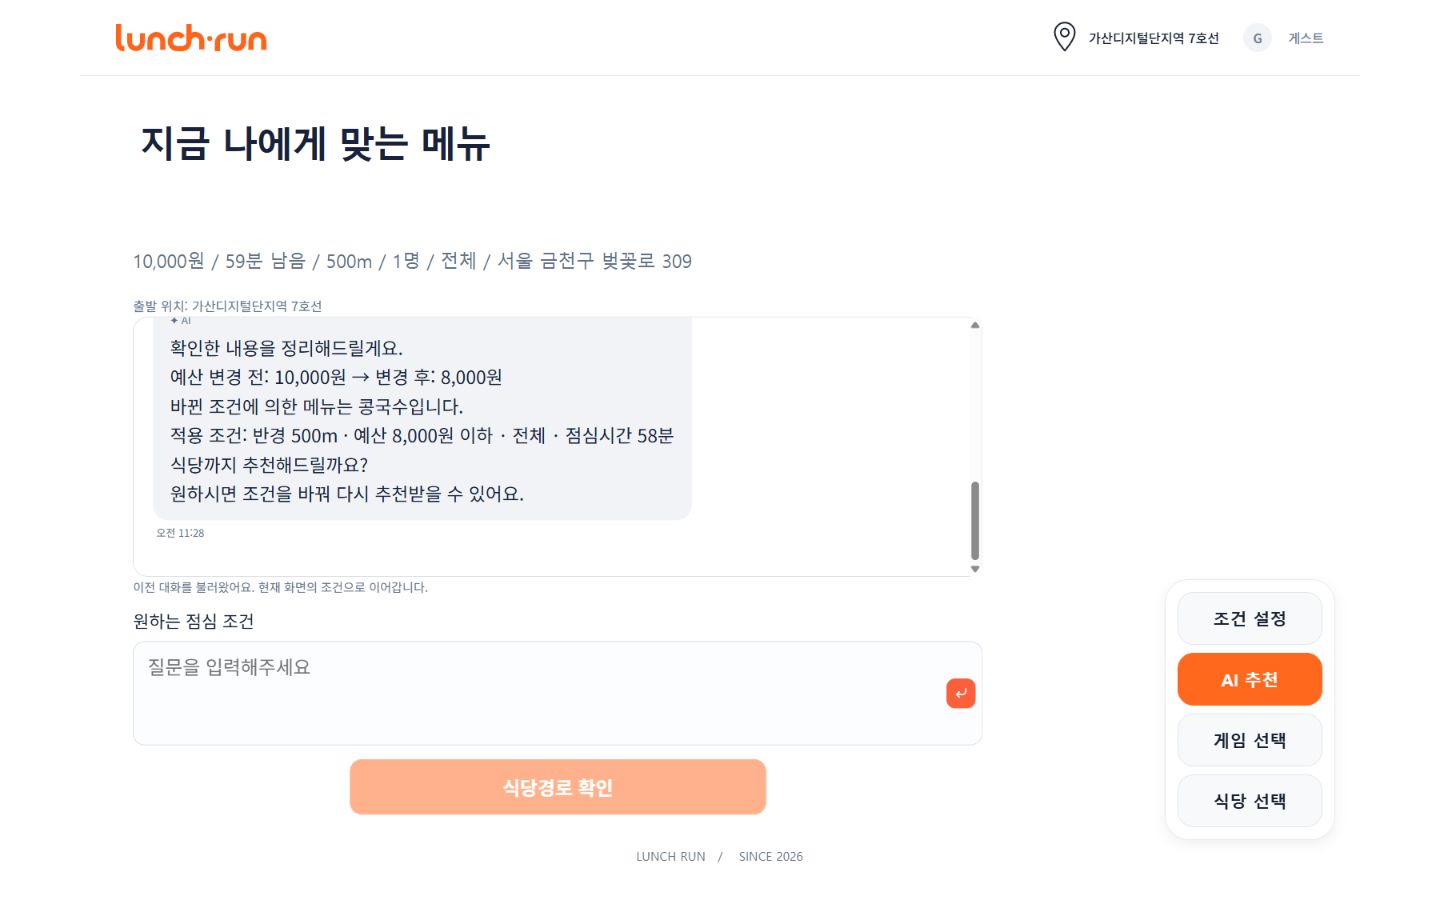 lunch·run
가산디지털단지역 7호선
G 게스트
지금 나에게 맞는 메뉴
10,000원 / 59분 남음 / 500m / 1명 / 전체 / 서울 금천구 벚꽃로 309
출발 위치: 가산디지털단지역 7호선
✦ AI
확인한 내용을 정리해드릴게요.
예산 변경 전: 10,000원 → 변경 후: 8,000원
바뀐 조건에 의한 메뉴는 콩국수입니다.
적용 조건: 반경 500m · 예산 8,000원 이하 · 전체 · 점심시간 58분
식당까지 추천해드릴까요?
원하시면 조건을 바꿔 다시 추천받을 수 있어요.
오전 11:28
이전 대화를 불러왔어요. 현재 화면의 조건으로 이어갑니다.
원하는 점심 조건
질문을 입력해주세요
식당경로 확인
조건 설정
AI 추천
게임 선택
식당 선택
LUNCH RUN / SINCE 2026